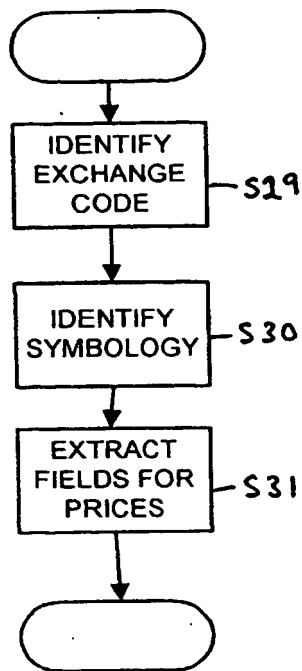 IDENTIFY
EXCHANGE
CODE
S29
IDENTIFY
SYMBOLOGY
S30
EXTRACT
FIELDS FOR
PRICES
S31